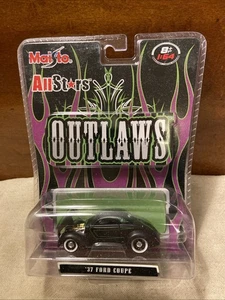 Maisto
8+
1:64
AllStars
OUTLAWS
'37 FORD COUPE